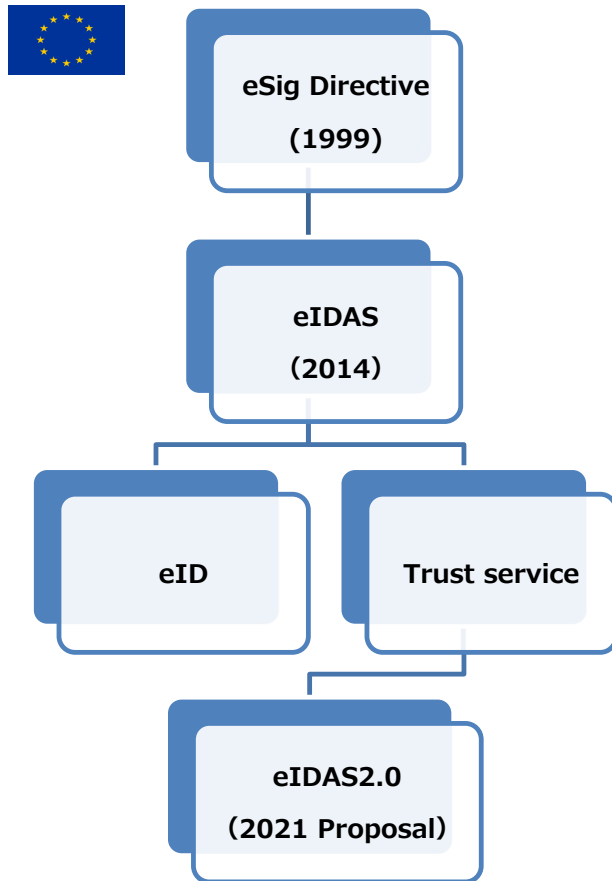 eSig Directive
(1999)
eIDAS
（2014）
eID
Trust service
eIDAS2.0
（2021 Proposal）